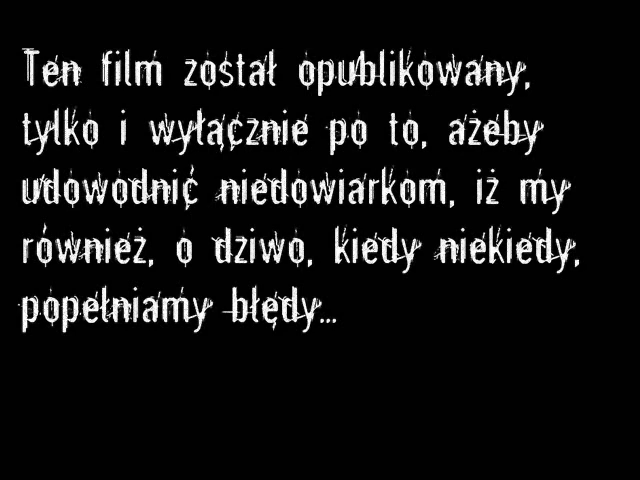 Ten film został opublikowany,
tylko i wyłącznie po to, ażeby
udowodnić niedowiarkom, iż my
również, o dziwo, kiedy niekiedy,
popełniamy błędy...